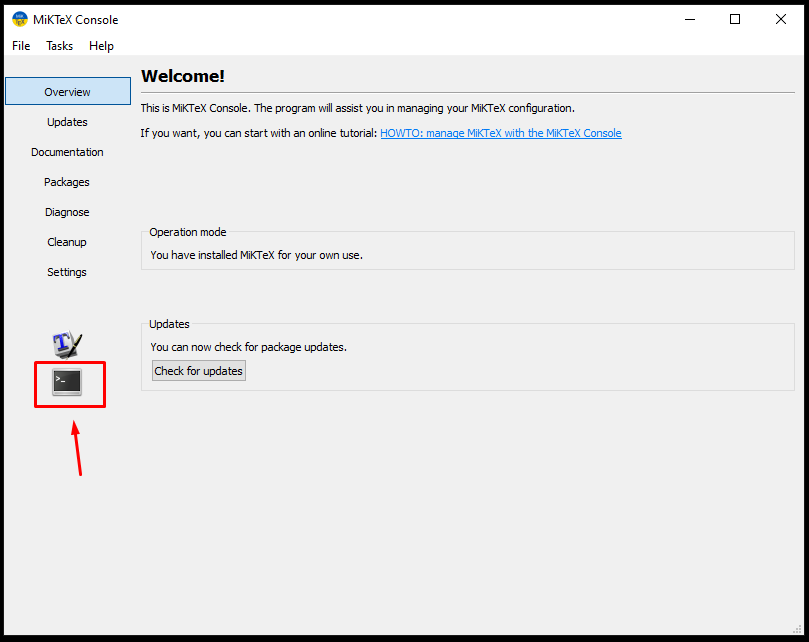 MiKTeX Console
File Tasks Help
Overview
Updates
Documentation
Packages
Diagnose
Cleanup
Settings
T
>_
Welcome!
This is MiKTeX Console. The program will assist you in managing your MiKTeX configuration.
If you want, you can start with an online tutorial: HOWTO: manage MiKTeX with the MiKTeX Console
Operation mode
You have installed MiKTeX for your own use.
Updates
You can now check for package updates.
Check for updates